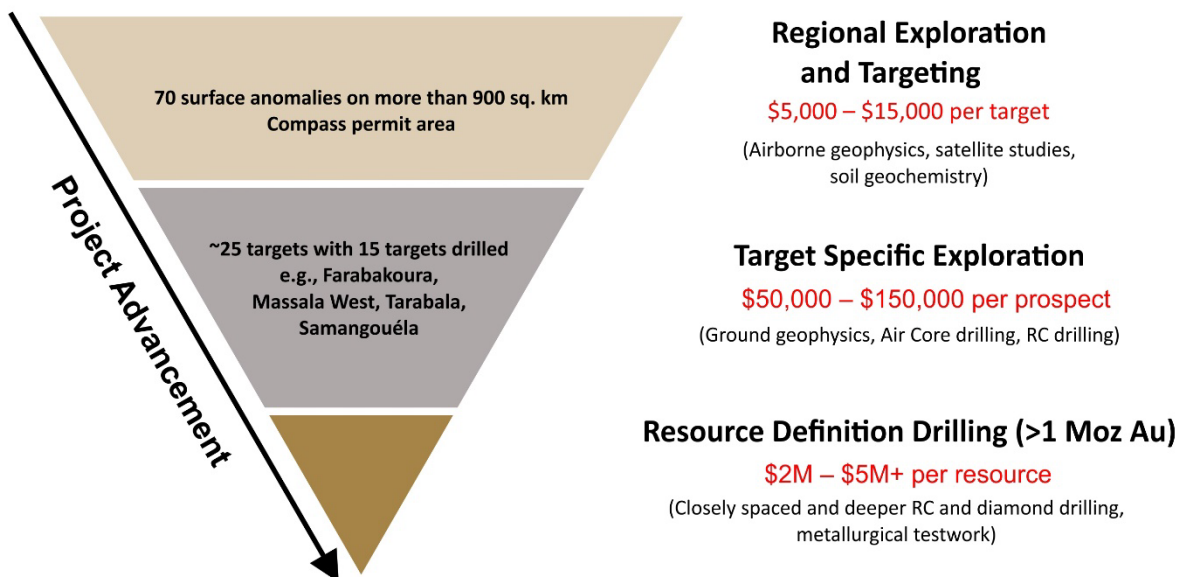 Project Advancement
70 surface anomalies on more than 900 sq. km
Compass permit area
Regional Exploration
and Targeting
$5,000 – $15,000 per target
(Airborne geophysics, satellite studies,
soil geochemistry)
~25 targets with 15 targets drilled
e.g., Farabakoura,
Massala West, Tarabala,
Samangouéla
Target Specific Exploration
$50,000 – $150,000 per prospect
(Ground geophysics, Air Core drilling, RC drilling)
Resource Definition Drilling (>1 Moz Au)
$2M – $5M+ per resource
(Closely spaced and deeper RC and diamond drilling,
metallurgical testwork)